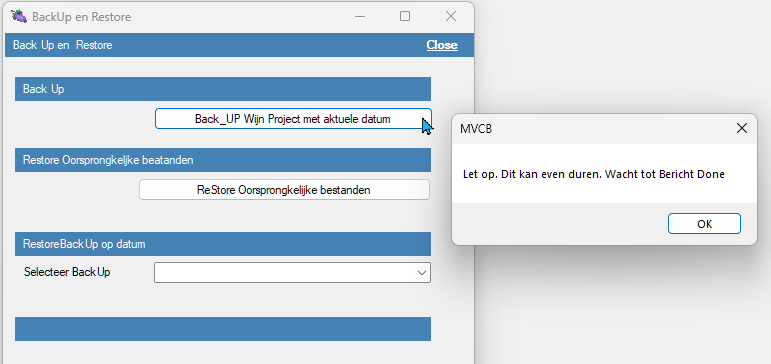 BackUp en Restore
Back Up en Restore
Close
Back Up
Back_UP Wijn Project met aktuele datum
MVCB
Let op. Dit kan even duren. Wacht tot Bericht Done
OK
Restore Oorsprongkeljke beatanden
ReStore Oorsprongkelijke bestanden
RestoreBackUp op datum
Selecteer BackUp